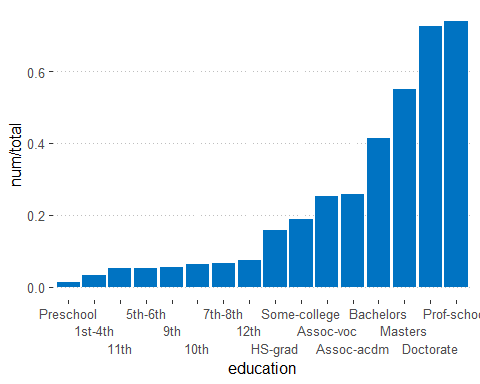 num/total
0.6
0.4
0.2
0.0
Preschool 5th-6th 7th-8th Some-college Bachelors Prof-schoo
1st-4th 9th 12th Assoc-voc Masters
11th 10th HS-grad Assoc-acdm Doctorate
education